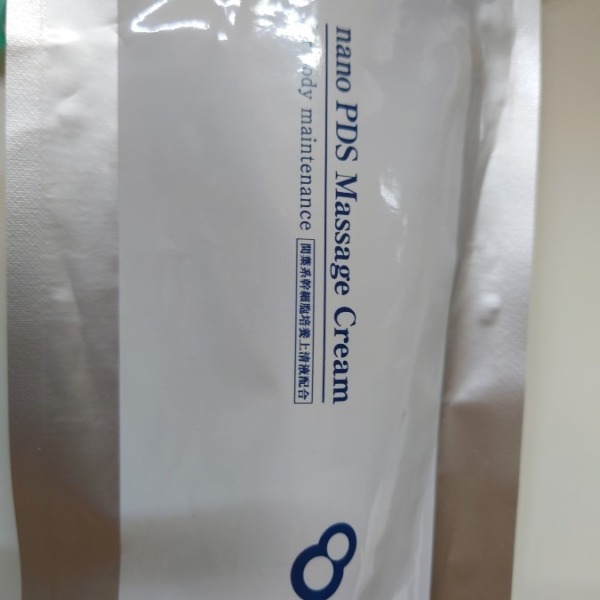 nano PDS Massage Cream
body maintenance
間葉系幹細胞培養上清液配合
8